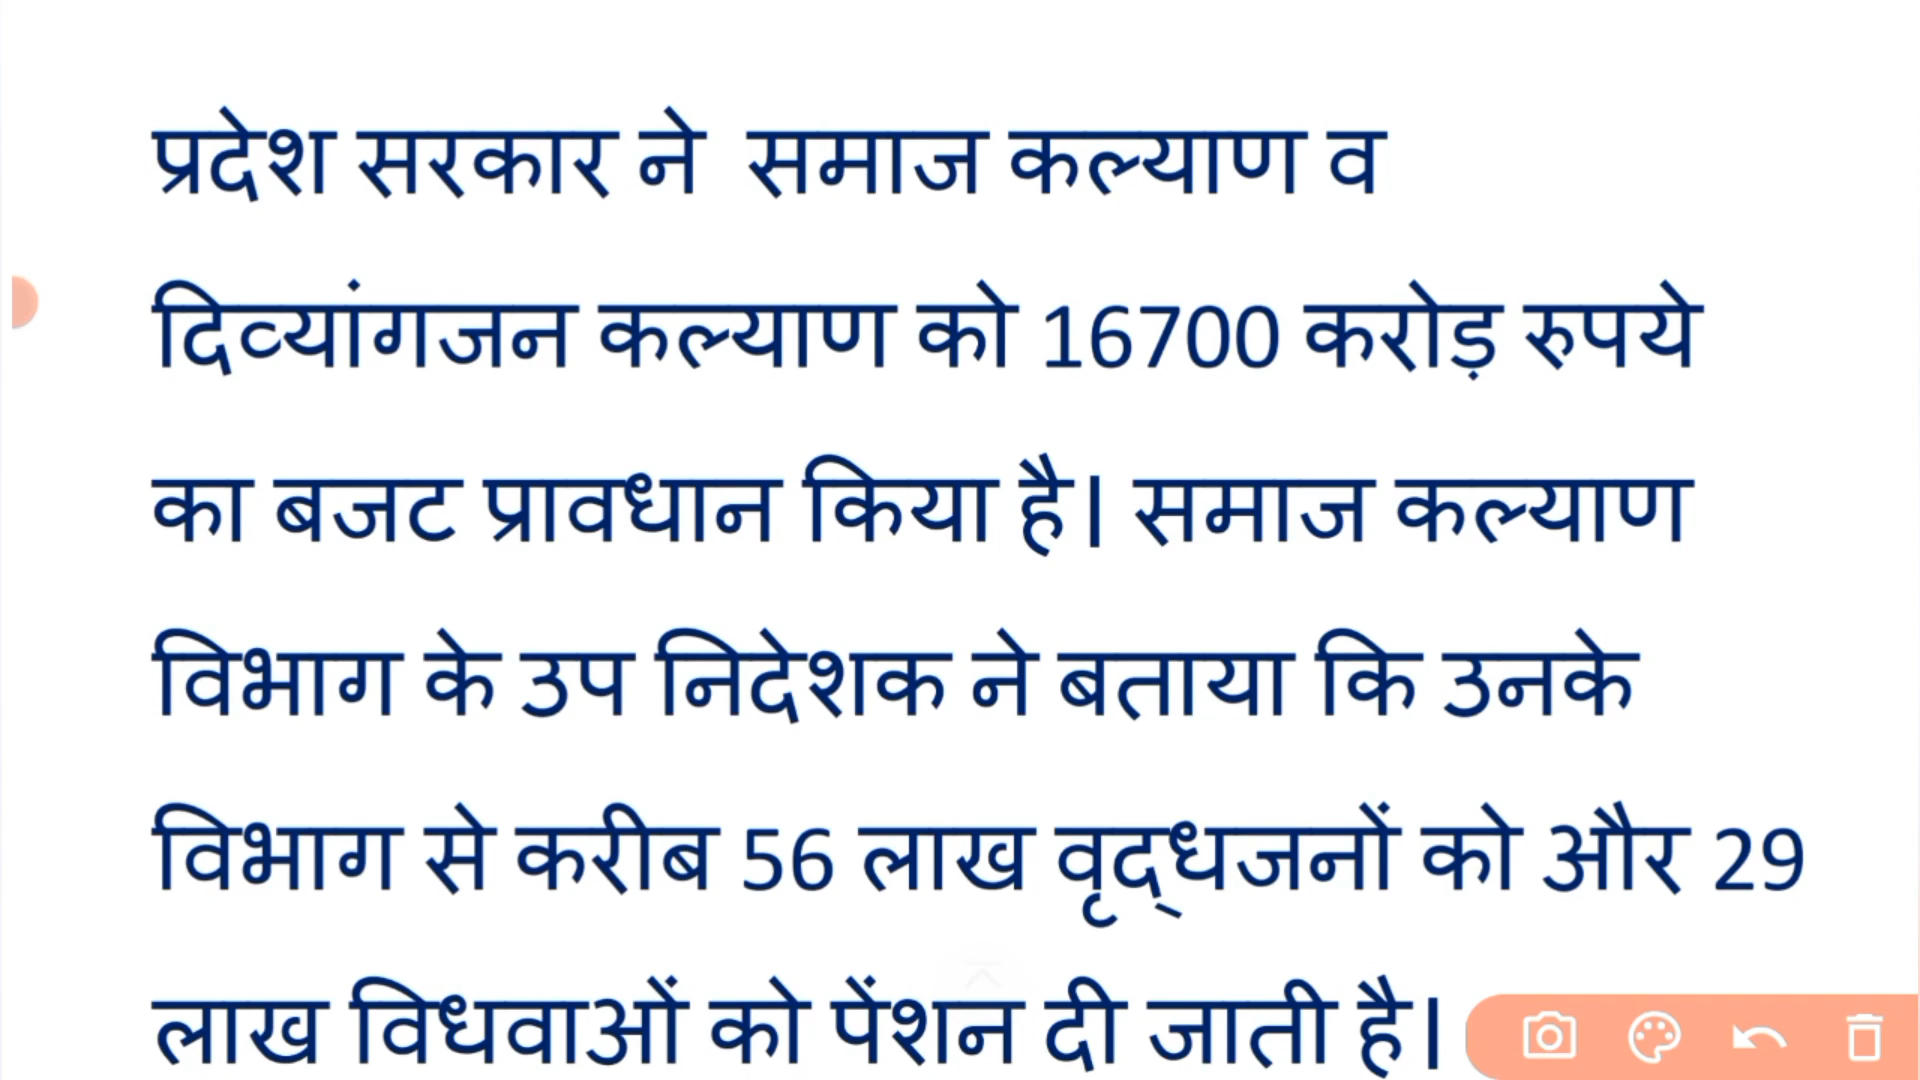 प्रदेश सरकार ने समाज कल्याण व
दिव्यांगजन कल्याण को 16700 करोड़ रुपये
का बजट प्रावधान किया है। समाज कल्याण
विभाग के उप निदेशक ने बताया कि उनके
विभाग से करीब 56 लाख वृद्‌धजनों को और 29
लाख विधवाओं को पेंशन दी जाती है।